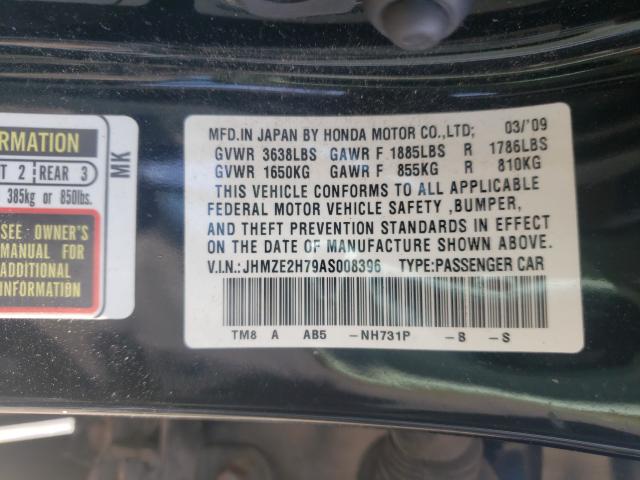 ORMATION
T 2 REAR 3
385kg or 850lbs.
SEE OWNER'S
MANUAL FOR
ADDITIONAL
INFORMATION
MK
MFD.IN JAPAN BY HONDA MOTOR CO.,LTD; 03/'09
GVWR 3638LBS GAWR F 1885LBS R 1786LBS
GVWR 1650KG GAWR F 855KG R 810KG
THIS VEHICLE CONFORMS TO ALL APPLICABLE
FEDERAL MOTOR VEHICLE SAFETY ,BUMPER,
AND THEFT PREVENTION STANDARDS IN EFFECT
ON THE DATE OF MANUFACTURE SHOWN ABOVE.
V.I.N.:JHMZE2H79AS008396 TYPE:PASSENGER CAR
TM8 A AB5 -NH731P -B -S